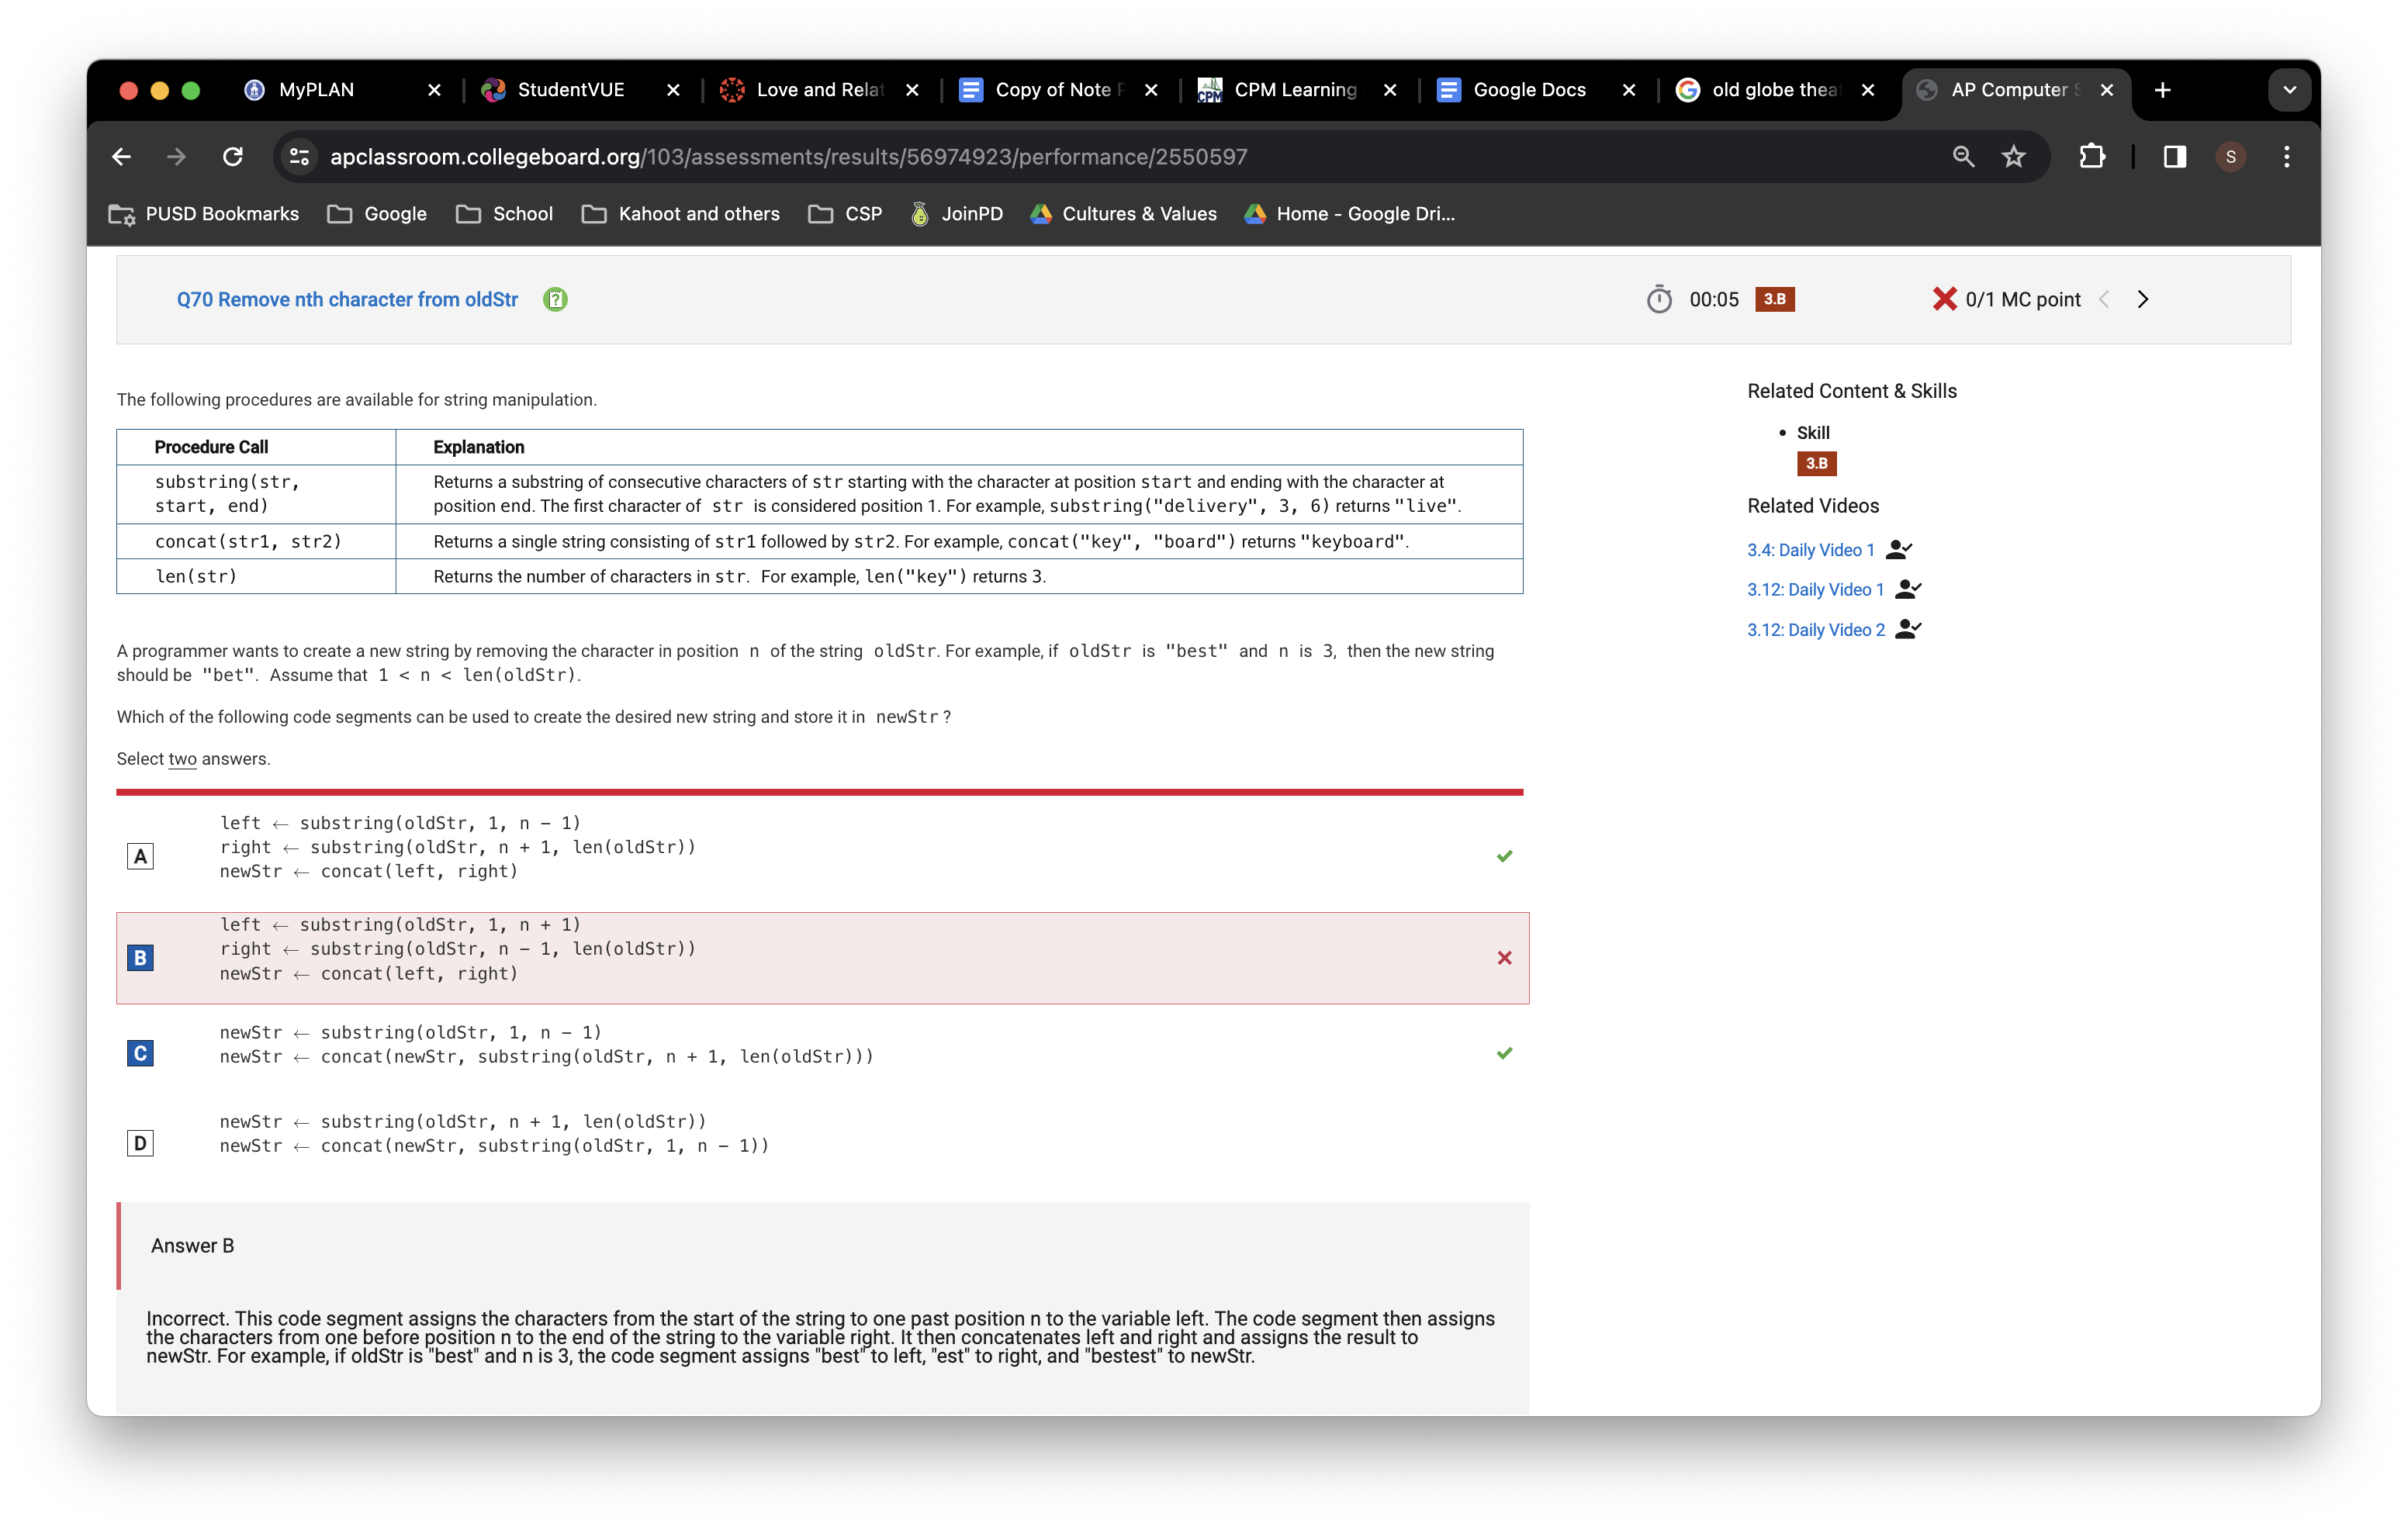 MyPLAN
StudentVUE
Love and Relat
Copy of Note P
CPM Learning
Google Docs
old globe thea
AP Computer S
apclassroom.collegeboard.org/103/assessments/results/56974923/performance/2550597
S
PUSD Bookmarks
Google
School
Kahoot and others
CSP
JoinPD
Cultures & Values
Home - Google Dri...
Q70 Remove nth character from oldStr
00:05
3.B
0/1 MC point
The following procedures are available for string manipulation.
Procedure Call Explanation
substring(str,
start, end)
Returns a substring of consecutive characters of str starting with the character at position start and ending with the character at
position end. The first character of str is considered position 1. For example, substring("delivery", 3, 6) returns "live".
concat(str1, str2) Returns a single string consisting of str1 followed by str2. For example, concat("key", "board") returns "keyboard".
len(str) Returns the number of characters in str. For example, len("key") returns 3.
A programmer wants to create a new string by removing the character in position n of the string oldStr. For example, if oldStr is "best" and n is 3, then the new string
should be "bet". Assume that 1 < n < len(oldStr).
Which of the following code segments can be used to create the desired new string and store it in newStr ?
Select two answers.
A
left ← substring(oldStr, 1, n - 1)
right ← substring(oldStr, n + 1, len(oldStr))
newStr ← concat(left, right)
B
left ← substring(oldStr, 1, n + 1)
right ← substring(oldStr, n - 1, len(oldStr))
newStr ← concat(left, right)
C
newStr ← substring(oldStr, 1, n - 1)
newStr ← concat(newStr, substring(oldStr, n + 1, len(oldStr)))
D
newStr ← substring(oldStr, n + 1, len(oldStr))
newStr ← concat(newStr, substring(oldStr, 1, n - 1))
Answer B
Incorrect. This code segment assigns the characters from the start of the string to one past position n to the variable left. The code segment then assigns
the characters from one before position n to the end of the string to the variable right. It then concatenates left and right and assigns the result to
newStr. For example, if oldStr is "best" and n is 3, the code segment assigns "best" to left, "est" to right, and "bestest" to newStr.
Related Content & Skills
• Skill
3.B
Related Videos
3.4: Daily Video 1
3.12: Daily Video 1
3.12: Daily Video 2